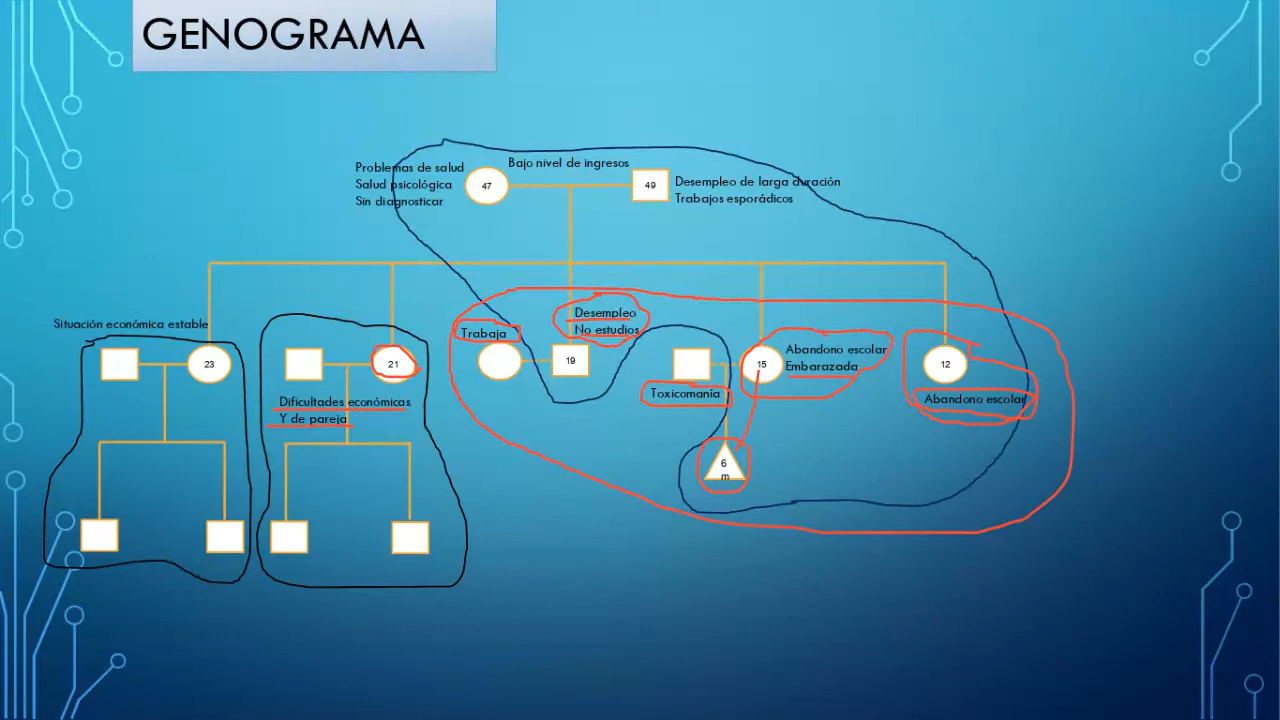 GENOGRAMA
Problemas de salud
Salud psicológica
Sin diagnosticar
47
Bajo nivel de ingresos
49
Desempleo de larga duración
Trabajos esporádicos
Situación económica estable
23
21
Dificultades económicas
Y de pareja
Trabaja
Desempleo
No estudios
19
Toxicomanía
15
Abandono escolar
Embarazada
12
Abandono escolar
6
m